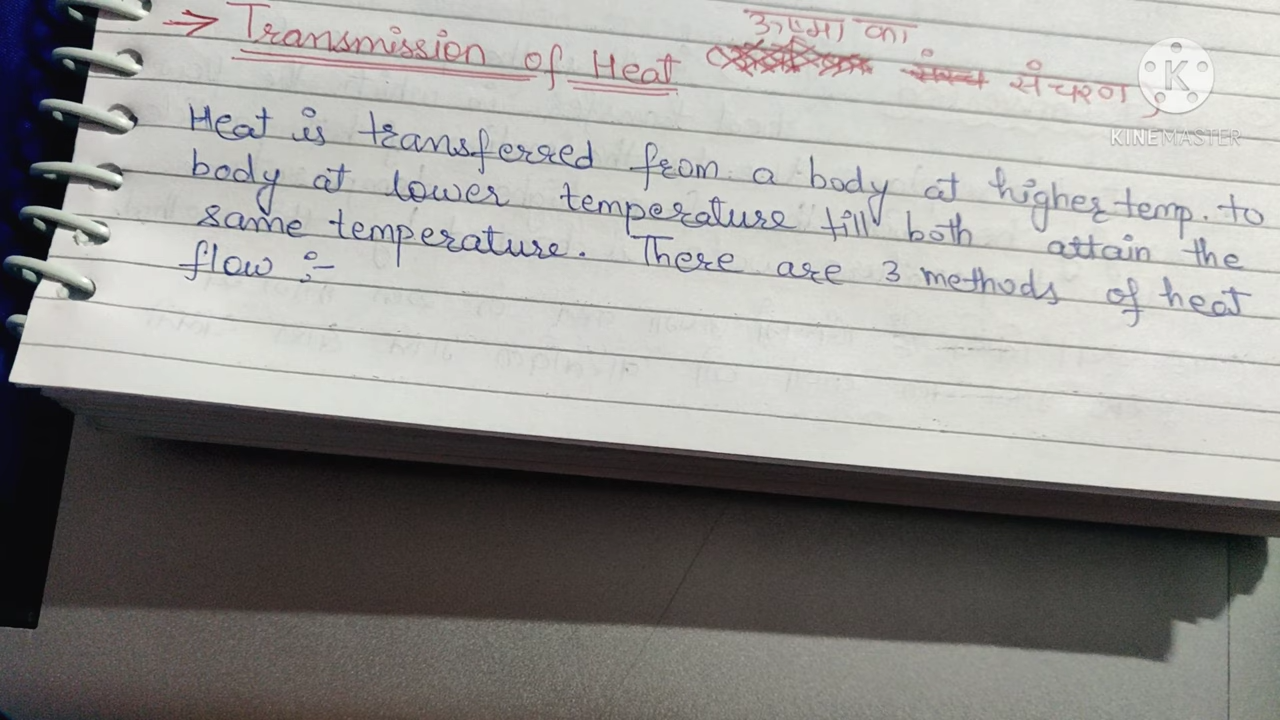 → Transmission of Heat ऊष्मा का
संचरण,
Heat is transferred from a body at higher temp. to
body at lower temperature till both attain the
same temperature. There are 3 methods of heat
flow :-
KINEMASTER